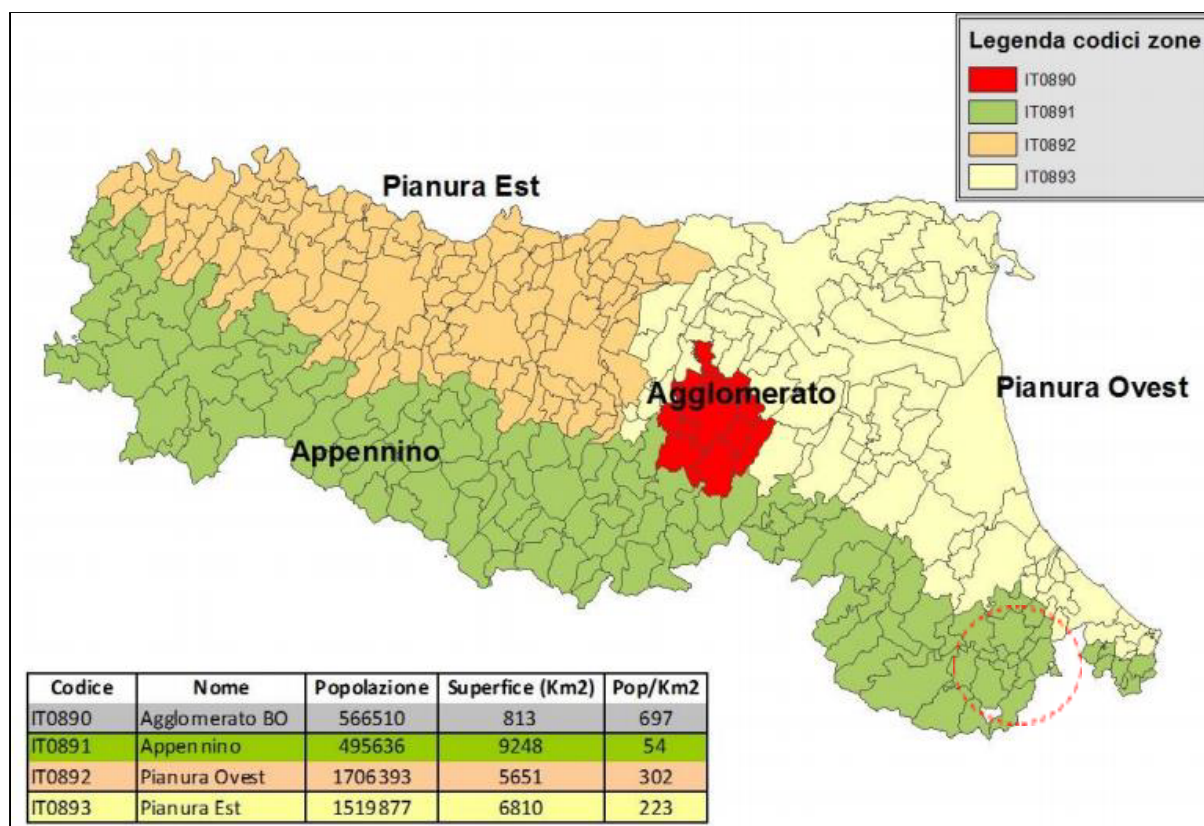 Legenda codici zone
IT0890
IT0891
IT0892
IT0893
Pianura Est
Agglomerato
Pianura Ovest
Appennino
Codice Nome Popolazione Superfice (Km2) Pop/Km2
IT0890 Agglomerato BO 566510 813 697
IT0891 Appennino 495636 9248 54
IT0892 Pianura Ovest 1706393 5651 302
IT0893 Pianura Est 1519877 6810 223